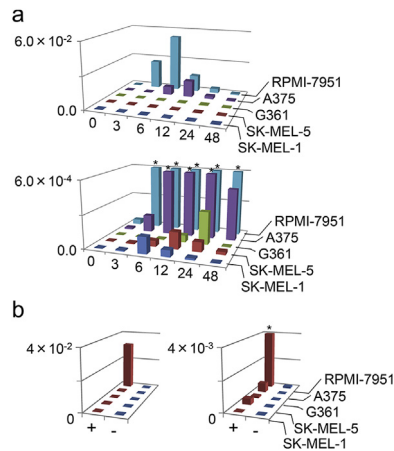 a
6.0 × 10-2
0.0
0 3 6 12 24 48
RPMI-7951
A375
G361
SK-MEL-5
SK-MEL-1
6.0 × 10-4
* * * * * * * *
0.0
0 3 6 12 24 48
RPMI-7951
A375
G361
SK-MEL-5
SK-MEL-1
b
4 × 10-2
0
+ -
4 × 10-3
*
0
+ -
RPMI-7951
A375
G361
SK-MEL-5
SK-MEL-1